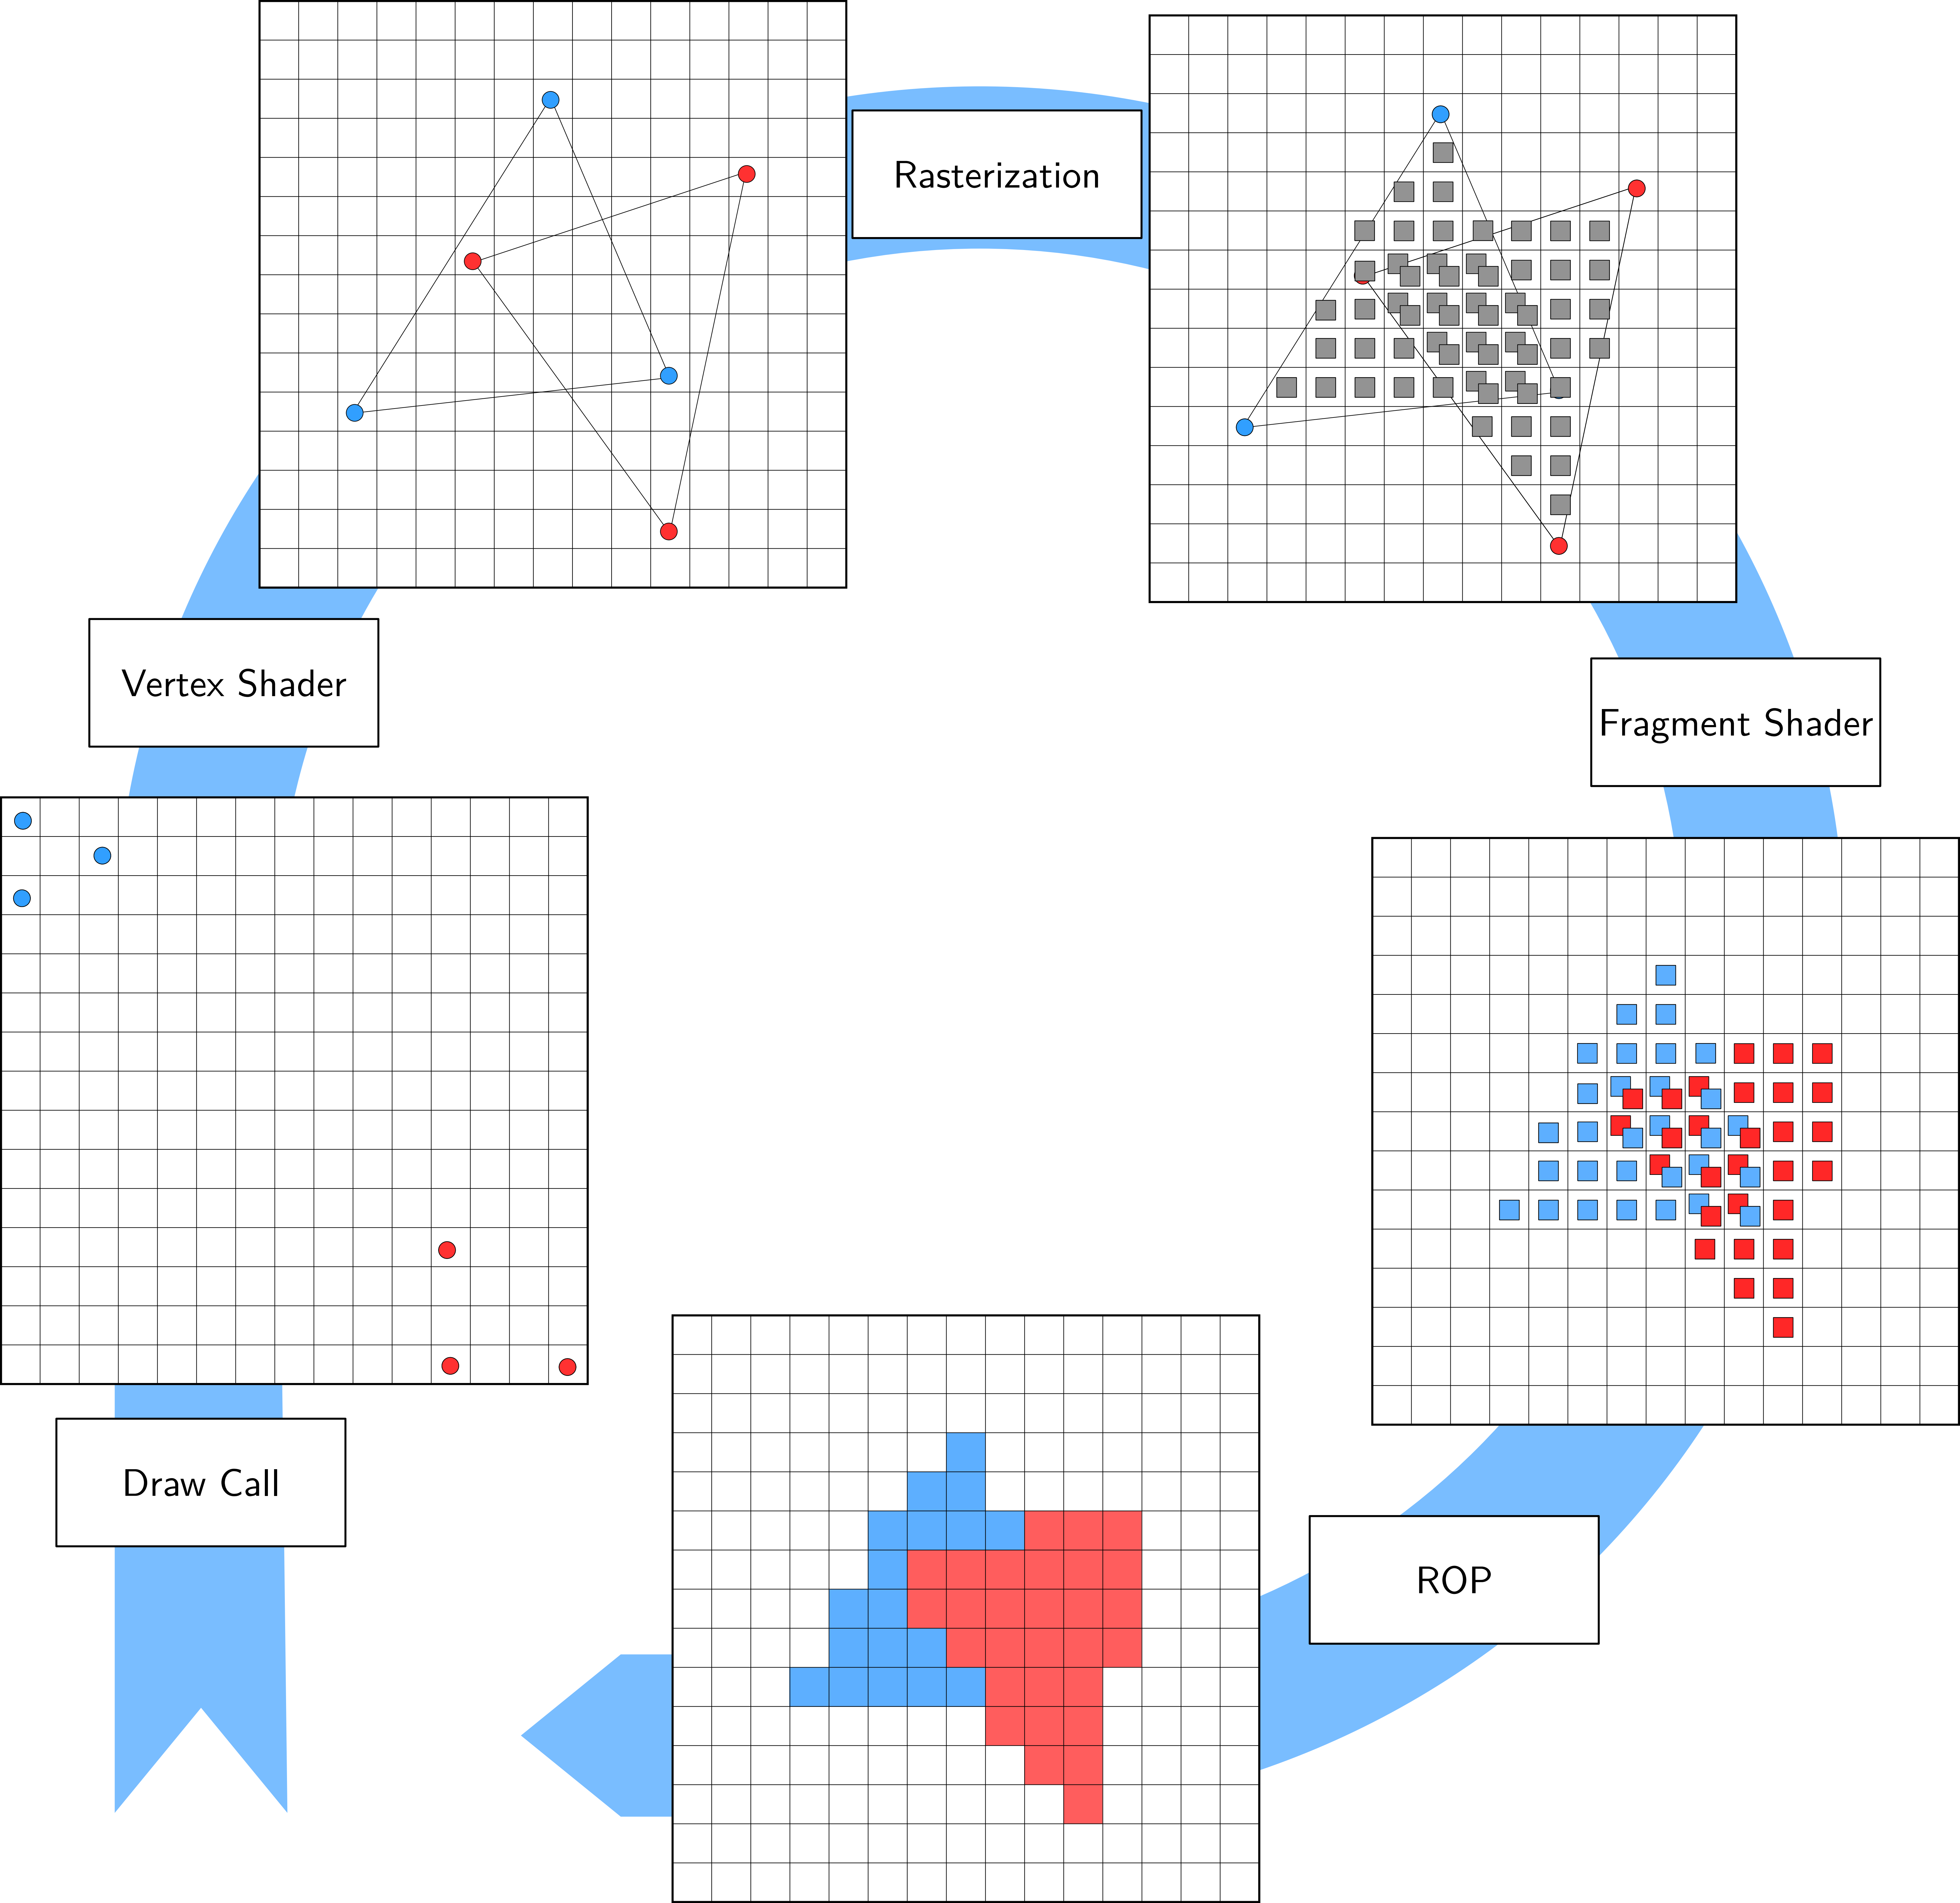 Rasterization
Vertex Shader
Fragment Shader
Draw Call
ROP